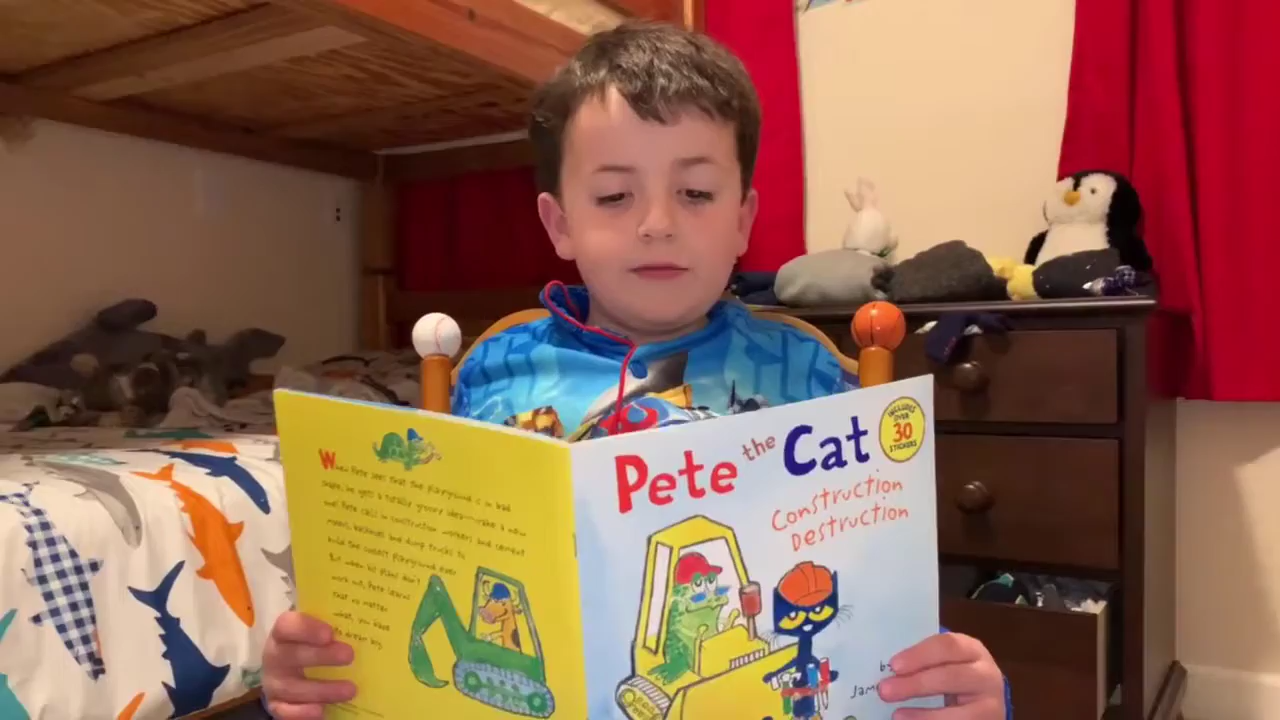 When Pete sees that the playground is in bad
shape, he gets a totally groovy idea—make a new
one! Pete calls in construction workers and cement
mixers, backhoes and dump trucks to
build the coolest playground ever.
But when his plans don't
work out, Pete learns
that no matter
what, you have
to dream big.
Pete the Cat
INCLUDES
OVER
30
STICKERS
Construction
Destruction
by
Jam